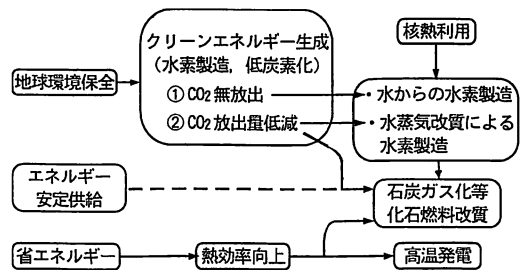 クリーンエネルギー生成
(水素製造, 低炭素化)
① CO2 無放出
② CO2 放出量低減
核熱利用
地球環境保全
・水からの水素製造
・水蒸気改質による
水素製造
エネルギー
安定供給
石炭ガス化等
化石燃料改質
省エネルギー
熱効率向上
高温発電